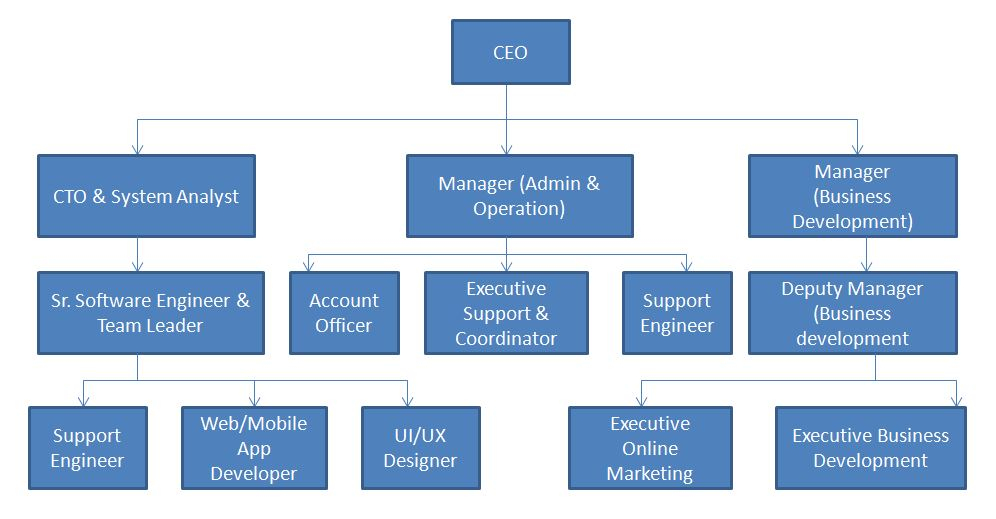 CEO
CTO & System Analyst
Manager (Admin &
Operation)
Manager
(Business
Development)
Sr. Software Engineer &
Team Leader
Account
Officer
Executive
Support &
Coordinator
Support
Engineer
Deputy Manager
(Business
development
Support
Engineer
Web/Mobile
App
Developer
UI/UX
Designer
Executive
Online
Marketing
Executive Business
Development